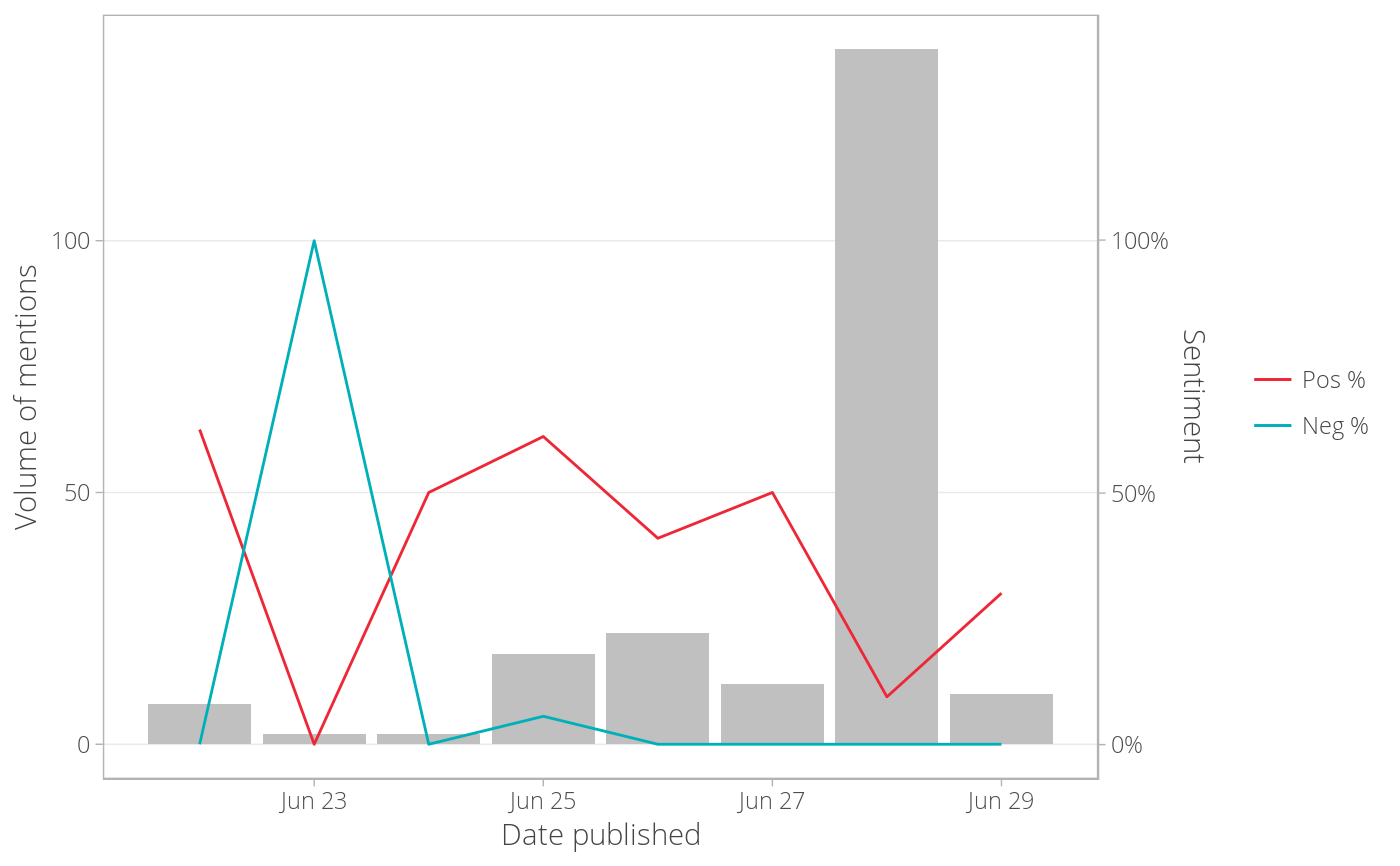 100
50
0
Volume of mentions
Jun 23
Jun 25
Jun 27
Jun 29
Date published
100%
50%
0%
Sentiment
Pos %
Neg %